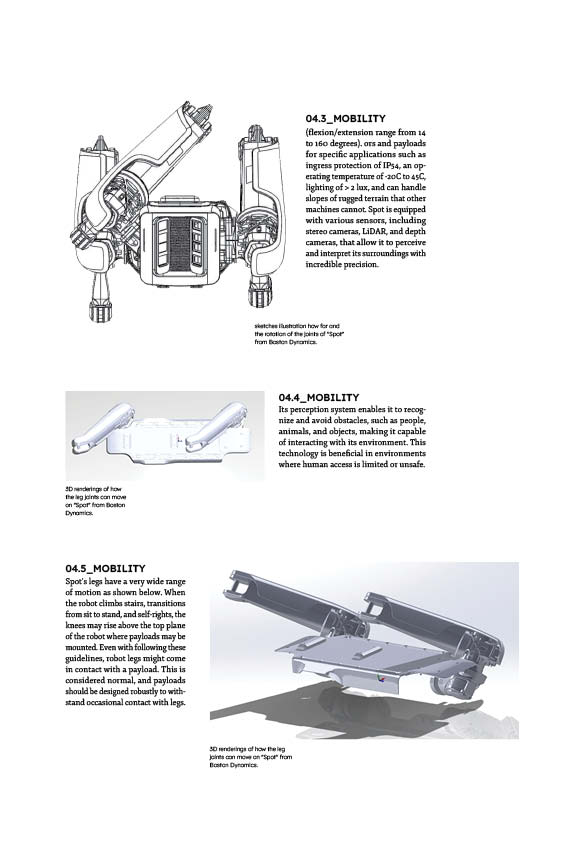 04.3_MOBILITY
(flexion/extension range from 14
to 160 degrees). ors and payloads
for specific applications such as
ingress protection of IP54, an op-
erating temperature of -20C to 45C,
lighting of > 2 lux, and can handle
slopes of rugged terrain that other
machines cannot. Spot is equipped
with various sensors, including
stereo cameras, LiDAR, and depth
cameras, that allow it to perceive
and interpret its surroundings with
incredible precision.
sketches illustration how far and
the rotation of the joints of "Spot"
from Boston Dynamics.
04.4_MOBILITY
Its perception system enables it to recog-
nize and avoid obstacles, such as people,
animals, and objects, making it capable
of interacting with its environment. This
technology is beneficial in environments
where human access is limited or unsafe.
3D renderings of how
the leg joints can move
on "Spot" from Boston
Dynamics.
04.5_MOBILITY
Spot's legs have a very wide range
of motion as shown below. When
the robot climbs stairs, transitions
from sit to stand, and self-rights, the
knees may rise above the top plane
of the robot where payloads may be
mounted. Even with following these
guidelines, robot legs might come
in contact with a payload. This is
considered normal, and payloads
should be designed robustly to with-
stand occasional contact with legs.
3D renderings of how the leg
joints can move on "Spot" from
Boston Dynamics.